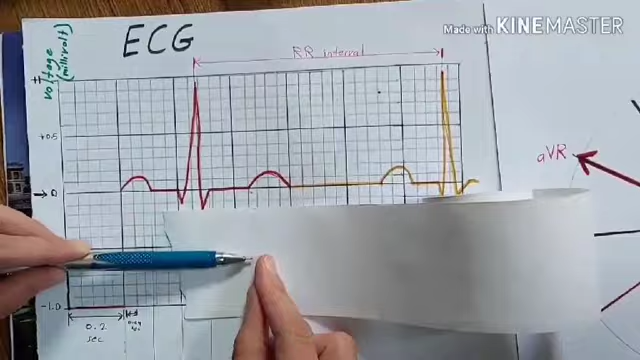 Made with KINEMASTER
ECG
RR interval
voltage
(millivolt)
+0.5
0
aVR
-1.0
0.2
sec